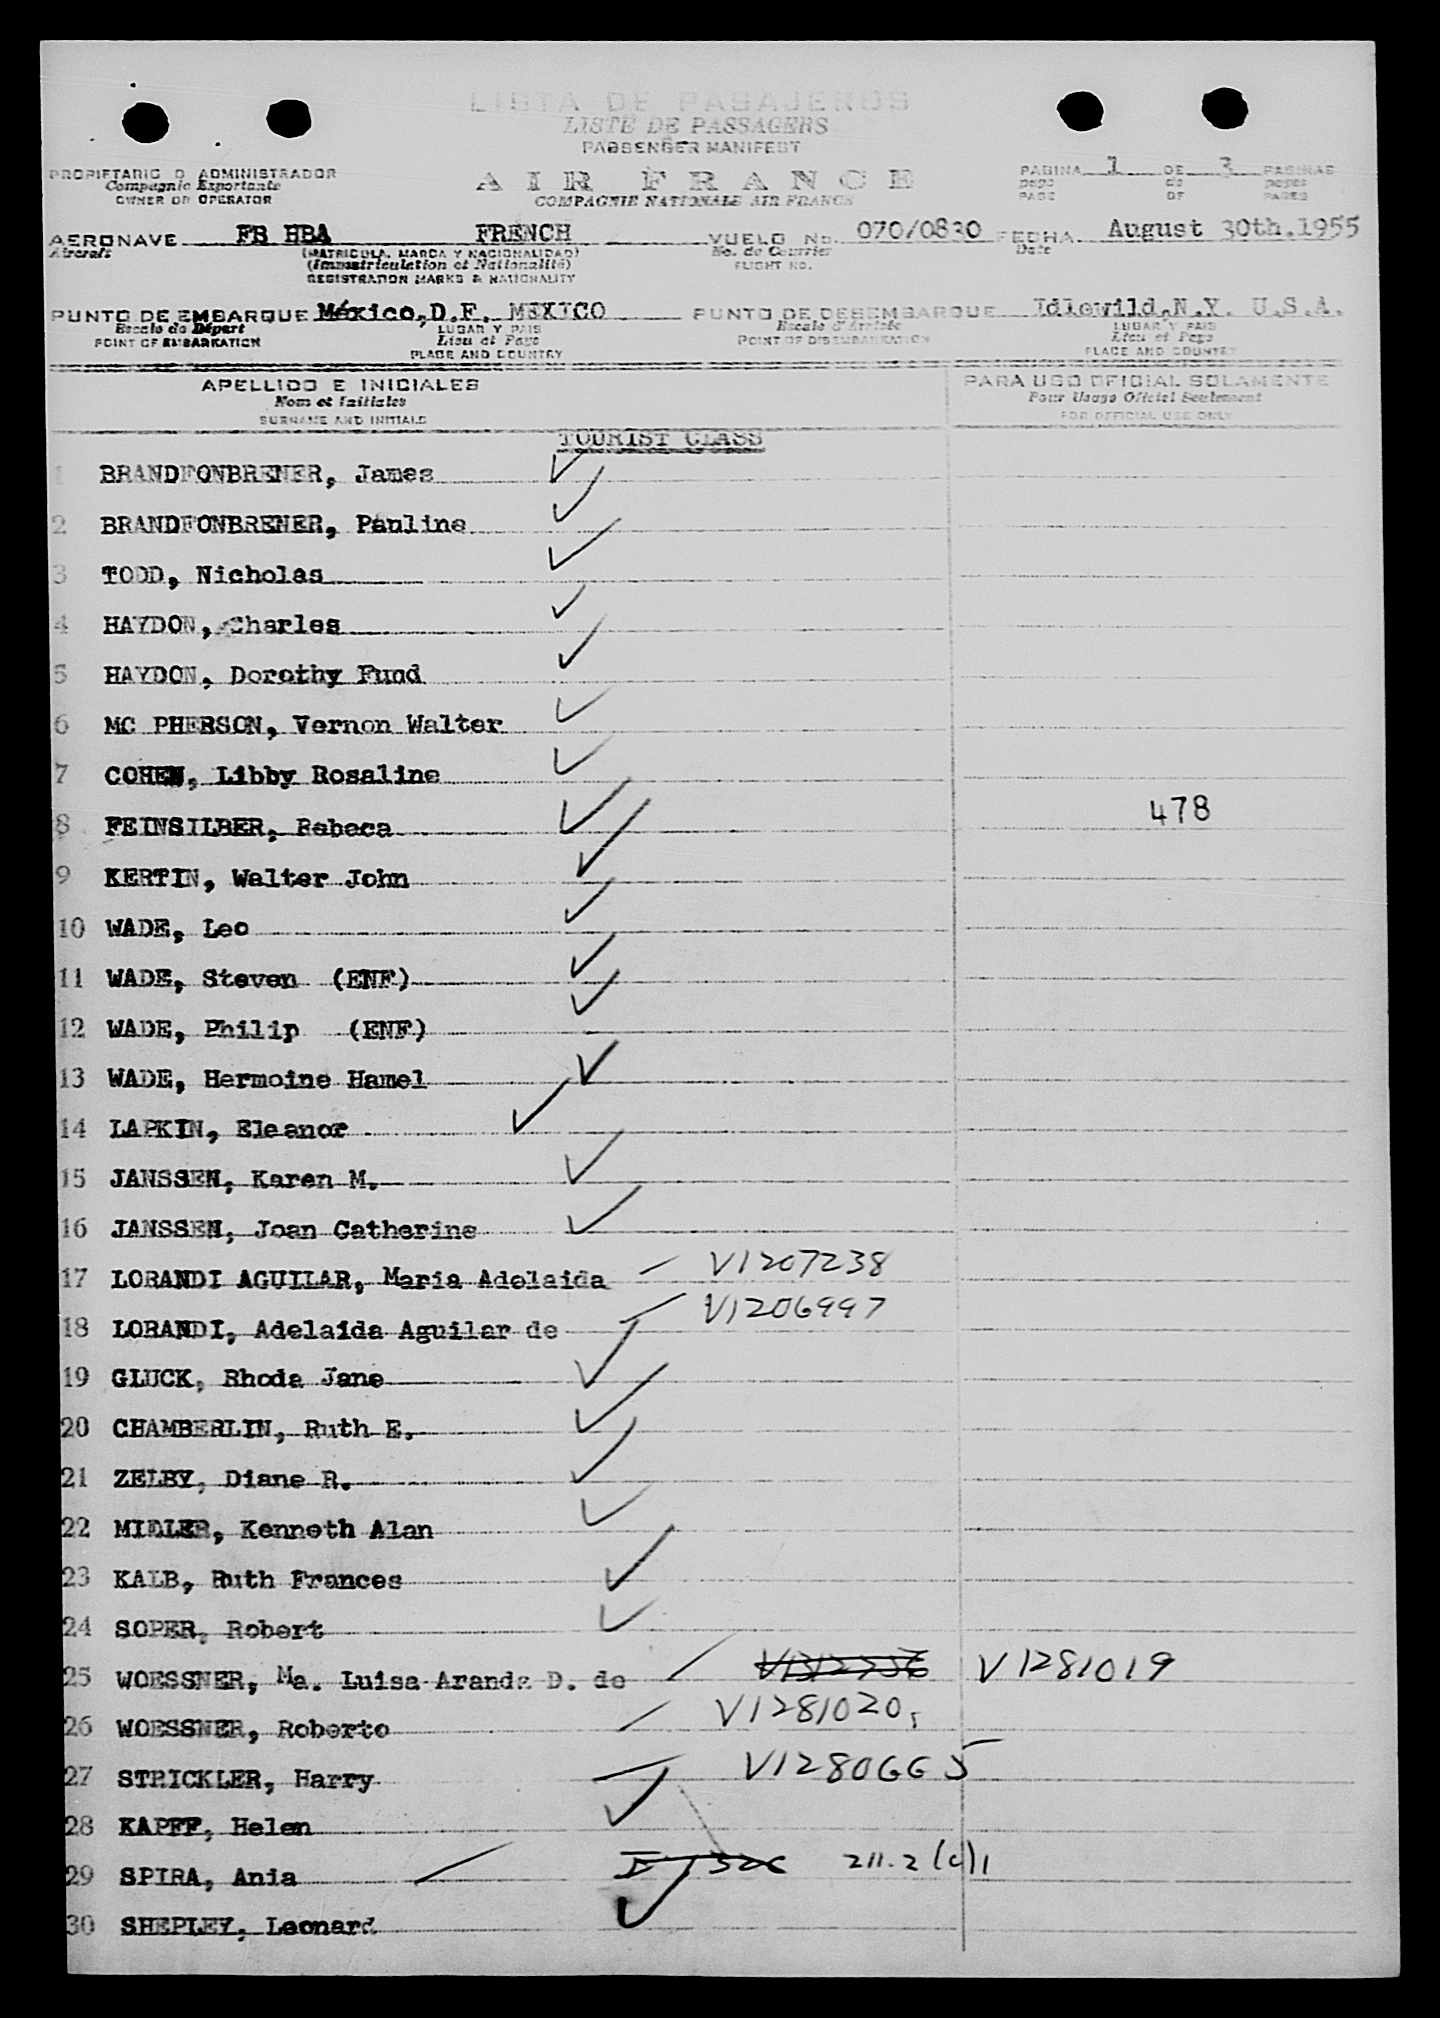 LISTA DE PASAJEROS
LISTE DE PASSAGERS
PASSENGER MANIFEST
PROPIETARIO O ADMINISTRADOR
Compagnie Exportante
OWNER OR OPERATOR
AIR FRANCE
COMPAGNIE NATIONALE AIR FRANCE
PAGINA 1 DE 3 PAGINAS
page de pages
PAGE OF PAGES
AERONAVE FB HBA FRENCH VUELO No. 070/0830 FECHA August 30th.1955
Aircraft (MATRICULA, MARCA Y NACIONALIDAD) No. de Courrier Date
(Immatriculation et Nationalité) FLIGHT NO.
REGISTRATION MARKS & NATIONALITY
PUNTO DE EMBARQUE México,D.F. MEXICO PUNTO DE DESEMBARQUE Idlewild,N.Y. U.S.A.
Escale de Départ LUGAR Y PAIS Escale d'Arrivée LUGAR Y PAIS
POINT OF EMBARKATION Lieu et Pays POINT OF DISEMBARKATION Lieu et Pays
PLACE AND COUNTRY PLACE AND COUNTRY
APELLIDO E INICIALES PARA USO OFICIAL SOLAMENTE
Nom et Initiales Pour Usage Officiel Seulement
SURNAME AND INITIALS FOR OFFICIAL USE ONLY
TOURIST CLASS
1 BRANDFONBRENER, James
2 BRANDFONBRENER, Pauline
3 TODD, Nicholas
4 HAYDON, Charles
5 HAYDON, Dorothy Fund
6 MC PHERSON, Vernon Walter
7 COHEN, Libby Rosaline
8 FEINSILBER, Rebeca 478
9 KERTIN, Walter John
10 WADE, Leo
11 WADE, Steven (ENF)
12 WADE, Philip (ENF)
13 WADE, Hermoine Hamel
14 LAPKIN, Eleanor
15 JANSSEN, Karen M.
16 JANSSEN, Joan Catherine
17 LORANDI AGUILAR, Maria Adelaida V1207238
18 LORANDI, Adelaida Aguilar de V1206997
19 GLUCK, Rhoda Jane
20 CHAMBERLIN, Ruth E.
21 ZELBY, Diane R.
22 MIDLER, Kenneth Alan
23 KALB, Ruth Frances
24 SOPER, Robert
25 WOESSNER, Ma. Luisa Aranda D. de V1281019
26 WOESSNER, Roberto V1281020
27 STRICKLER, Harry V1280665
28 KAPFF, Helen
29 SPIRA, Ania 211.2(c)1
30 SHEPLEY, Leonard